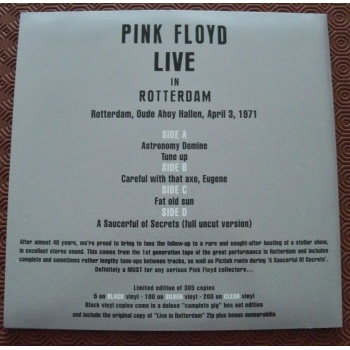 PINK FLOYD
LIVE
IN
ROTTERDAM
Rotterdam, Oude Ahoy Hallen, April 3, 1971
SIDE A
Astronomy Domine
Tune up
SIDE B
Careful with that axe, Eugene
SIDE C
Fat old sun
SIDE D
A Saucerful of Secrets (full uncut version)
After almost 40 years, we're proud to bring to fans the follow-up to a rare and sought-after bootleg of a stellar show,
in excellent stereo sound. This comes from the 1st generation tape of the great performance in Rotterdam and includes
complete and sometimes rather lengthy tune-ups between tracks, as well as Pictish rants during 'A Saucerful Of Secrets'.
Definitely a MUST for any serious Pink Floyd collectors...
Limited edition of 305 copies
5 on BLACK vinyl - 100 on SILVER vinyl - 200 on CLEAR vinyl
Black vinyl copies come in a deluxe "complete pig" box set edition
and include the original copy of "Live in Rotterdam" 2lp plus bonus memorabilia